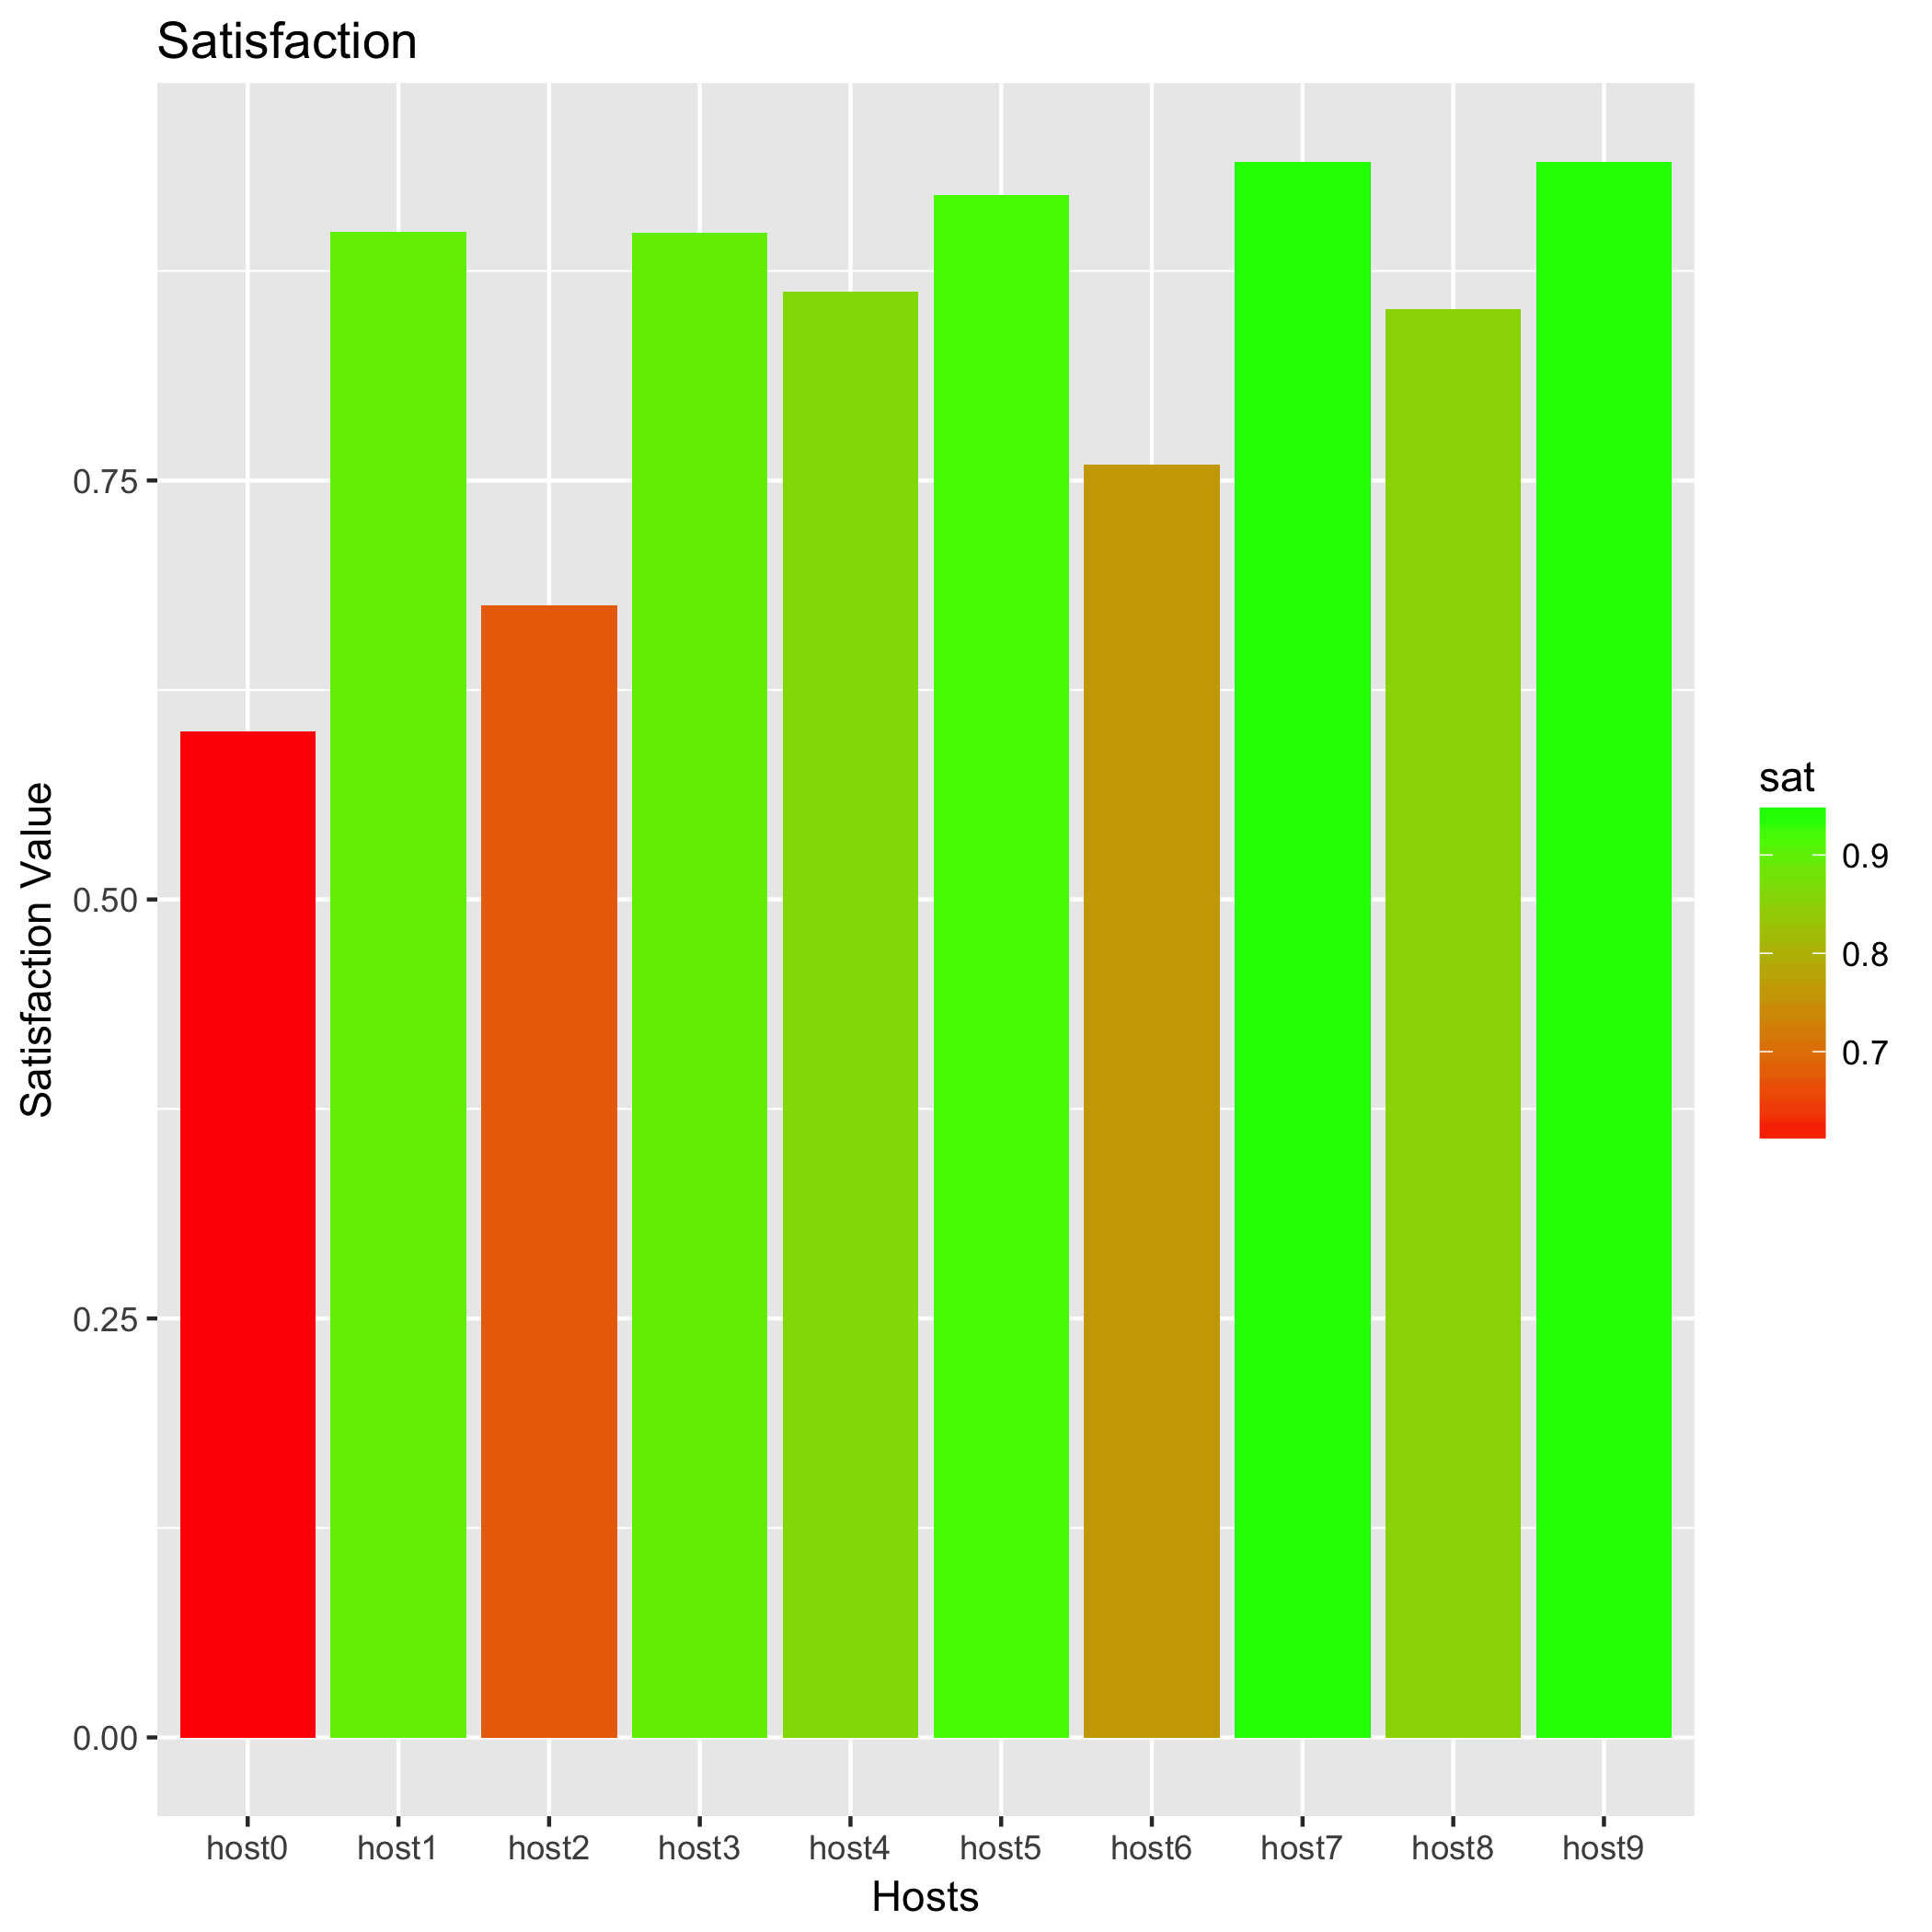 Satisfaction
Satisfaction Value
0.75
0.50
0.25
0.00
host0 host1 host2 host3 host4 host5 host6 host7 host8 host9
Hosts
sat
0.9
0.8
0.7